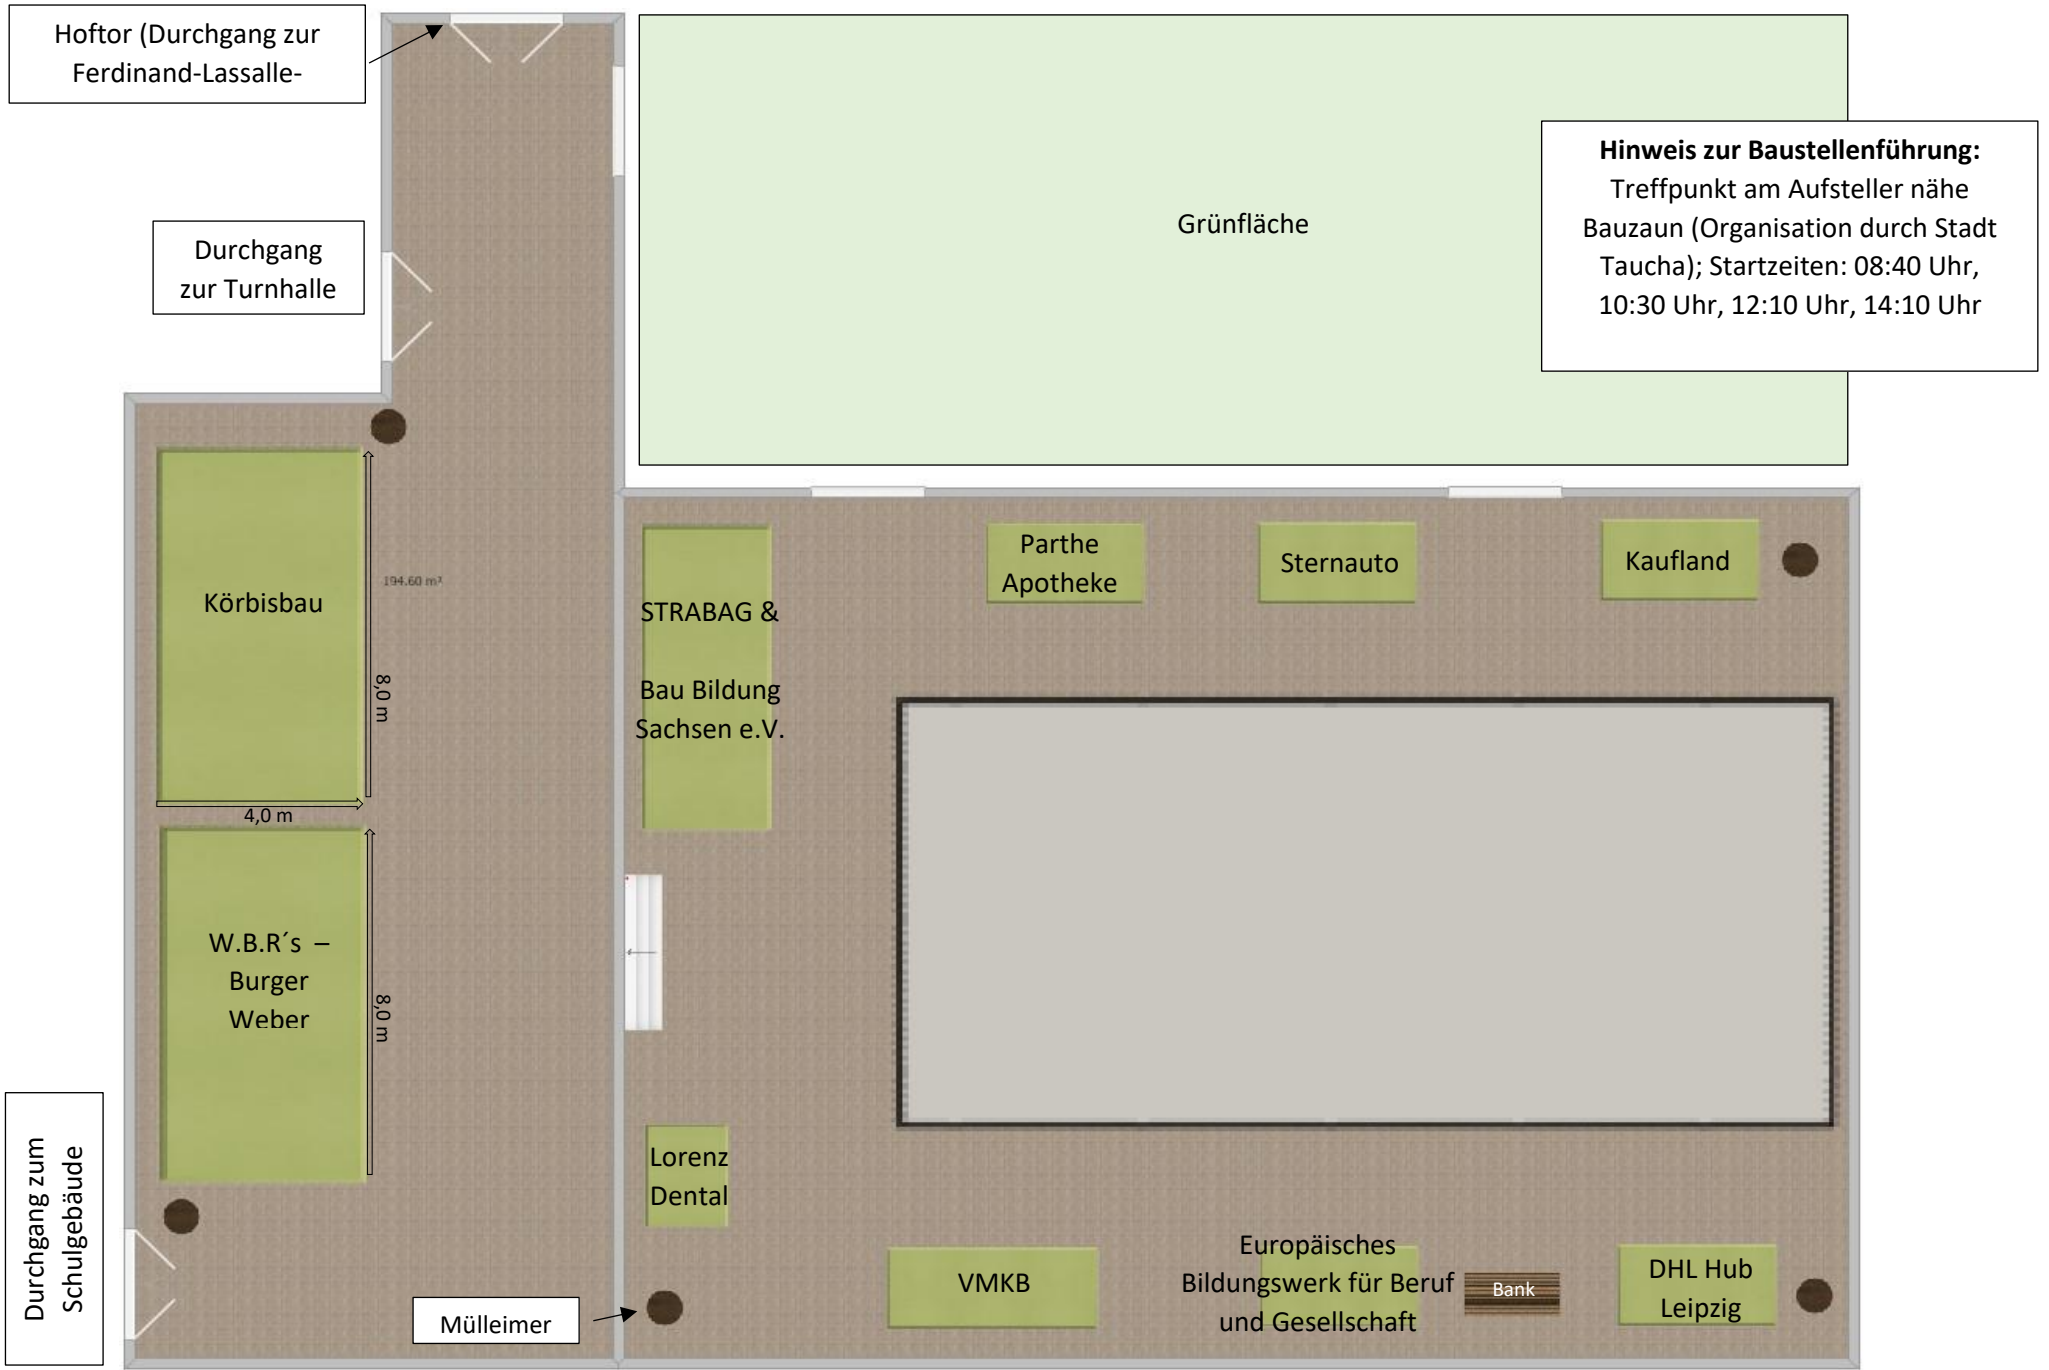 Hoftor (Durchgang zur
Ferdinand-Lassalle-
Durchgang
zur Turnhalle
Grünfläche
Hinweis zur Baustellenführung:
Treffpunkt am Aufsteller nähe
Bauzaun (Organisation durch Stadt
Taucha); Startzeiten: 08:40 Uhr,
10:30 Uhr, 12:10 Uhr, 14:10 Uhr
Körbisbau
194.60 m²
8,0 m
4,0 m
W.B.R´s –
Burger
Weber
8,0 m
Durchgang zum
Schulgebäude
STRABAG &
Bau Bildung
Sachsen e.V.
Parthe
Apotheke
Sternauto
Kaufland
Lorenz
Dental
Mülleimer
VMKB
Europäisches
Bildungswerk für Beruf
und Gesellschaft
Bank
DHL Hub
Leipzig